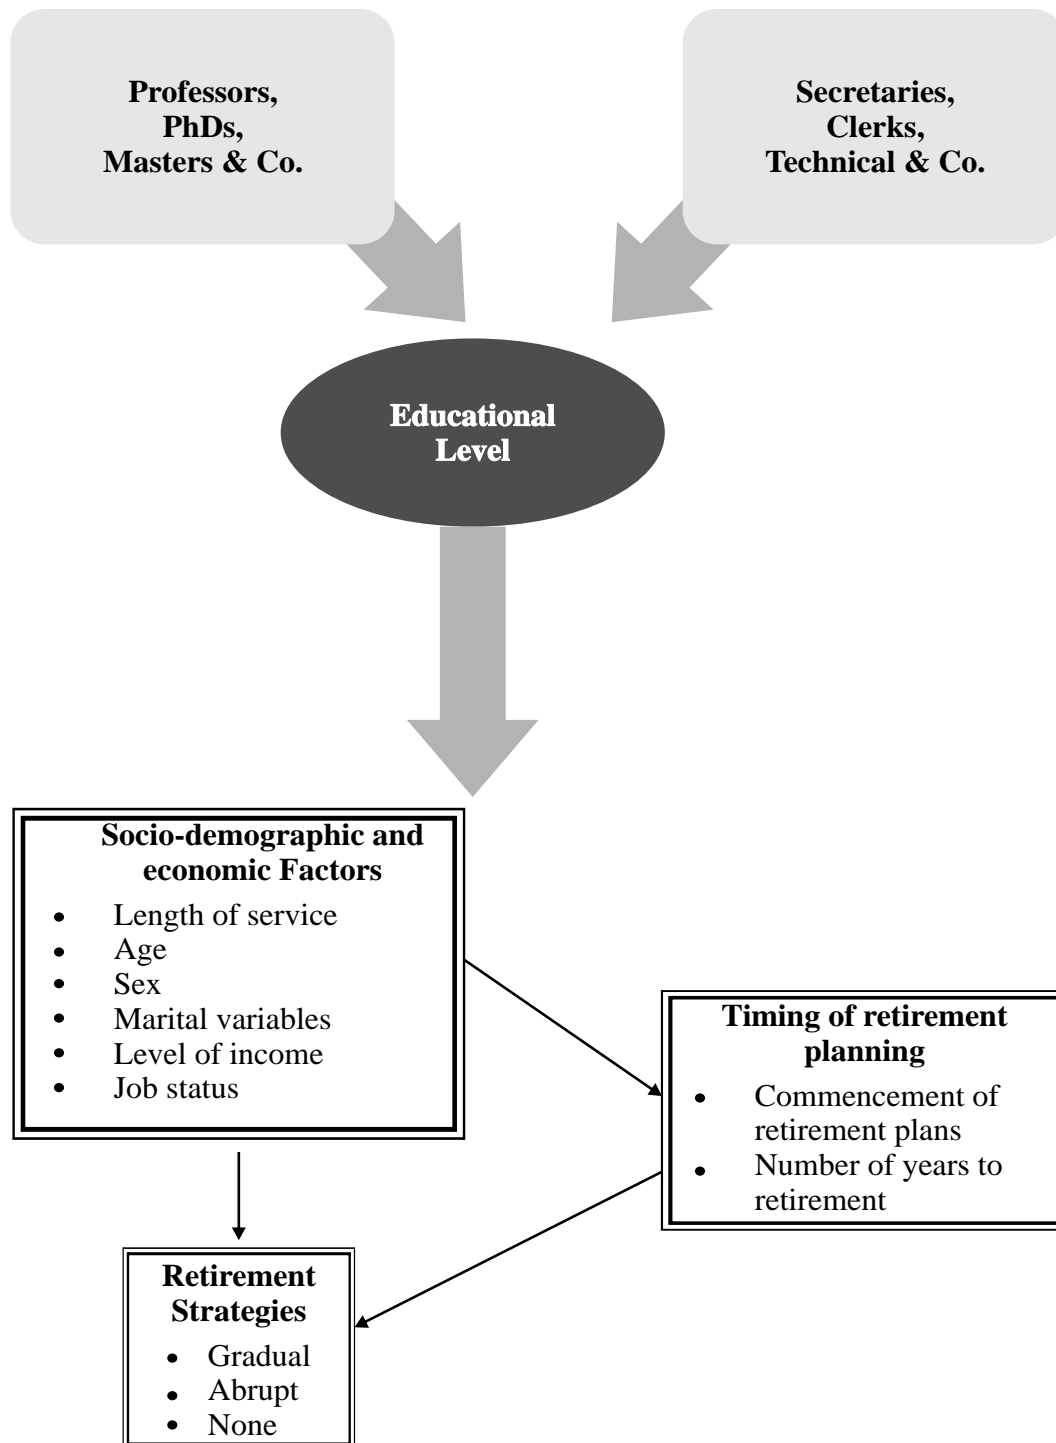 Professors,
PhDs,
Masters & Co.
Secretaries,
Clerks,
Technical & Co.
Educational
Level
Socio-demographic and
economic Factors
• Length of service
• Age
• Sex
• Marital variables
• Level of income
• Job status
Timing of retirement
planning
• Commencement of
retirement plans
• Number of years to
retirement
Retirement
Strategies
• Gradual
• Abrupt
• None